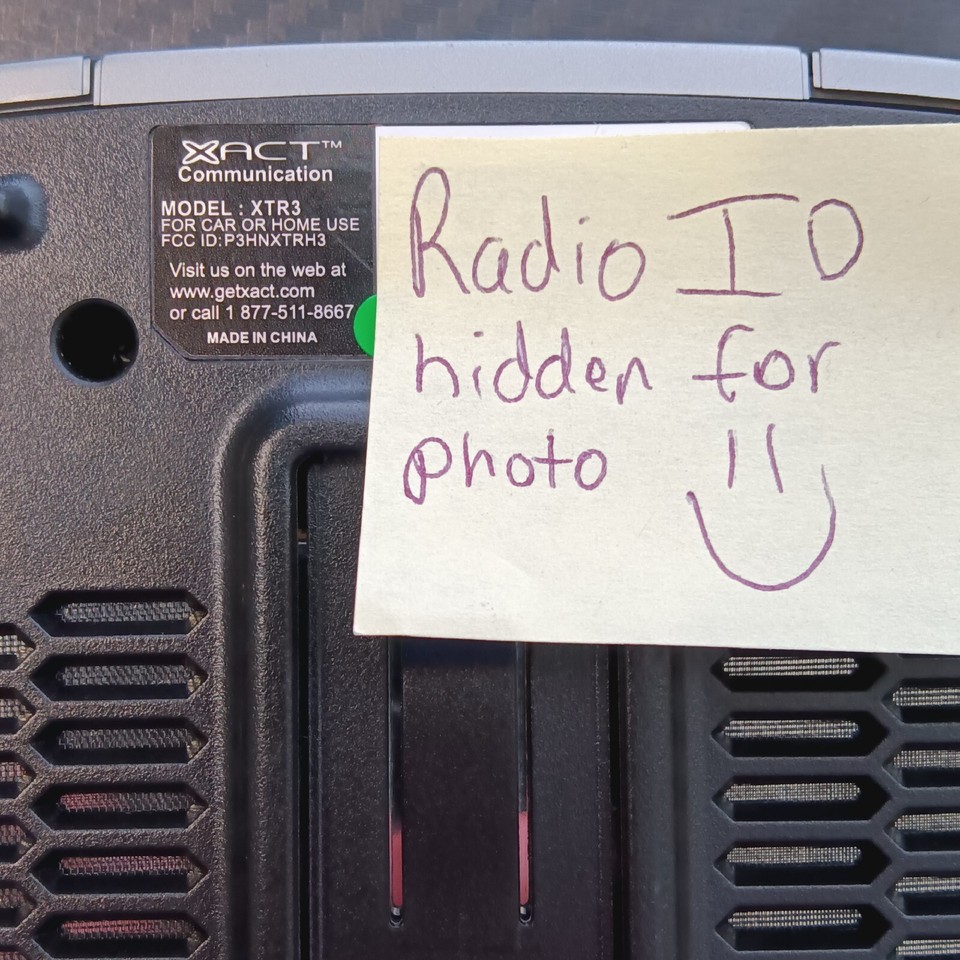 XACT™
Communication
MODEL : XTR3
FOR CAR OR HOME USE
FCC ID:P3HNXTRH3
Visit us on the web at
www.getxact.com
or call 1 877-511-8667
MADE IN CHINA
Radio ID
hidden for
photo